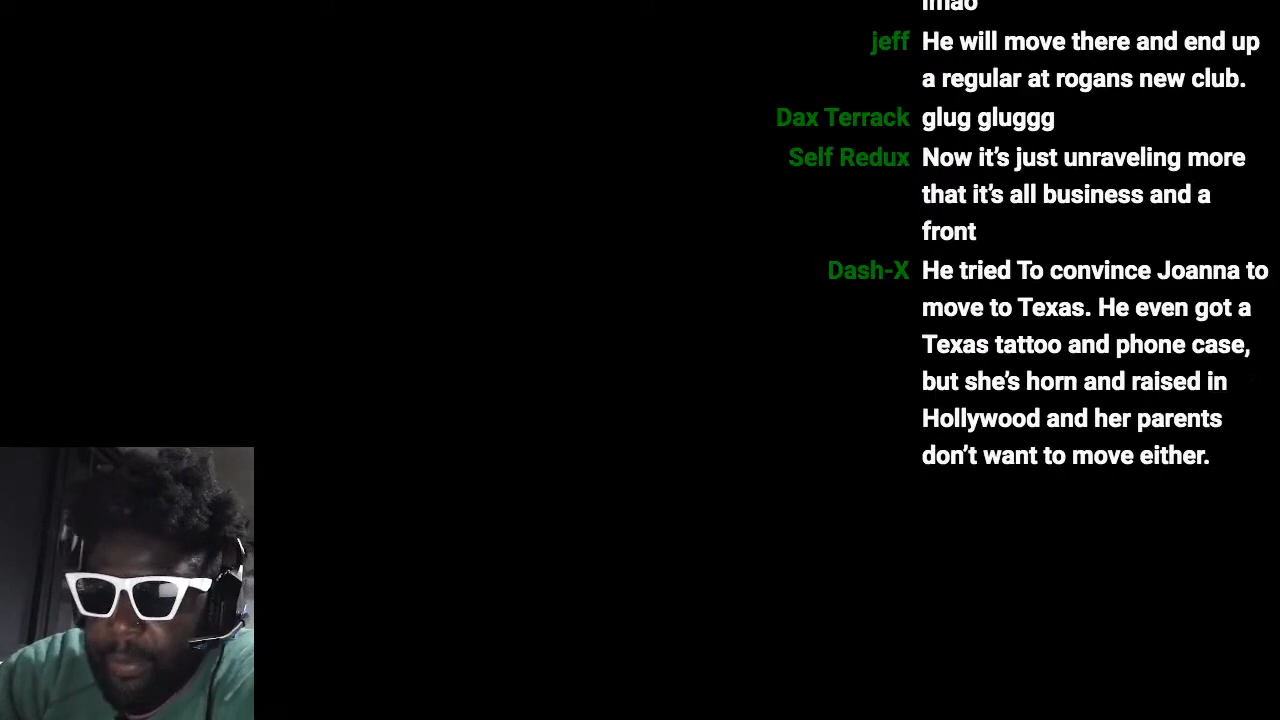 lmao
jeff He will move there and end up
a regular at rogans new club.
Dax Terrack glug gluggg
Self Redux Now it’s just unraveling more
that it’s all business and a
front
Dash-X He tried To convince Joanna to
move to Texas. He even got a
Texas tattoo and phone case,
but she’s horn and raised in
Hollywood and her parents
don’t want to move either.